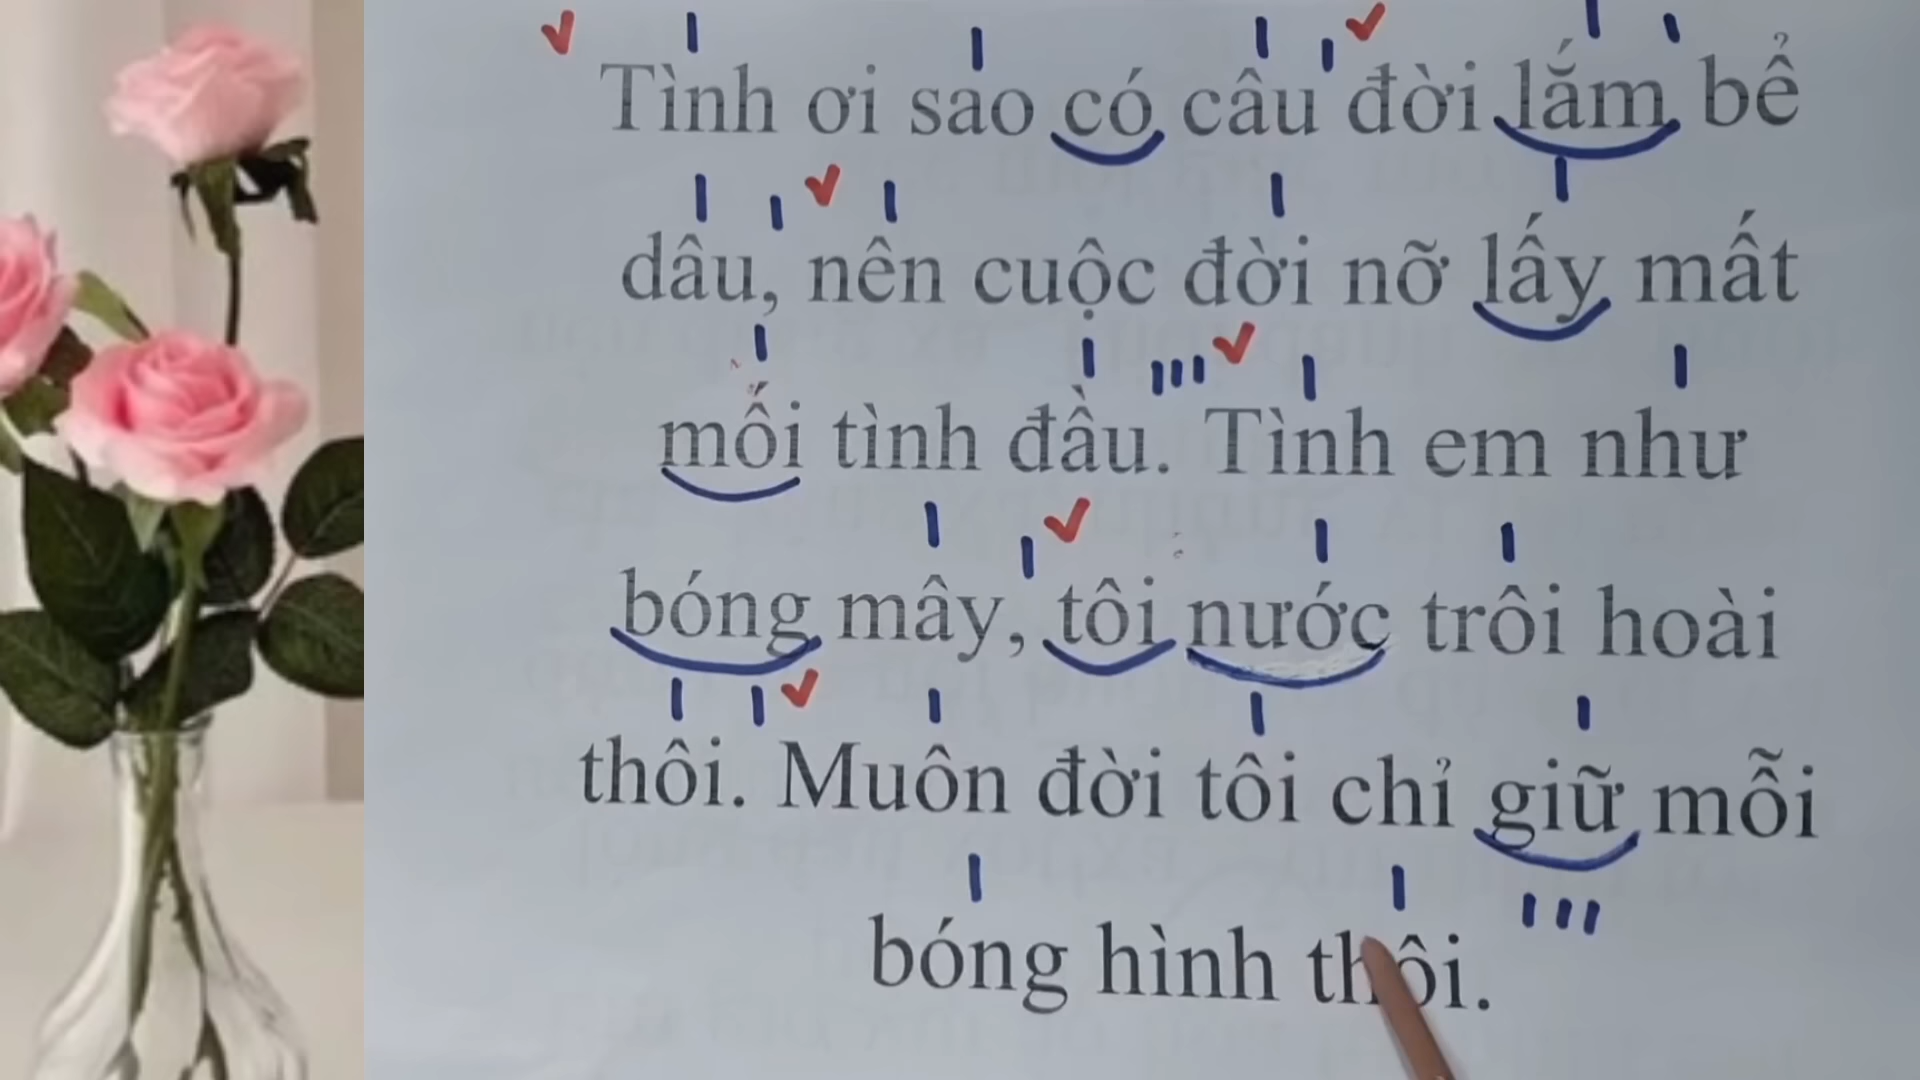 Tình ơi sao có câu đời lắm bể
dâu, nên cuộc đời nỡ lấy mất
mối tình đầu. Tình em như
bóng mây, tôi nước trôi hoài
thôi. Muôn đời tôi chỉ giữ mỗi
bóng hình thôi.